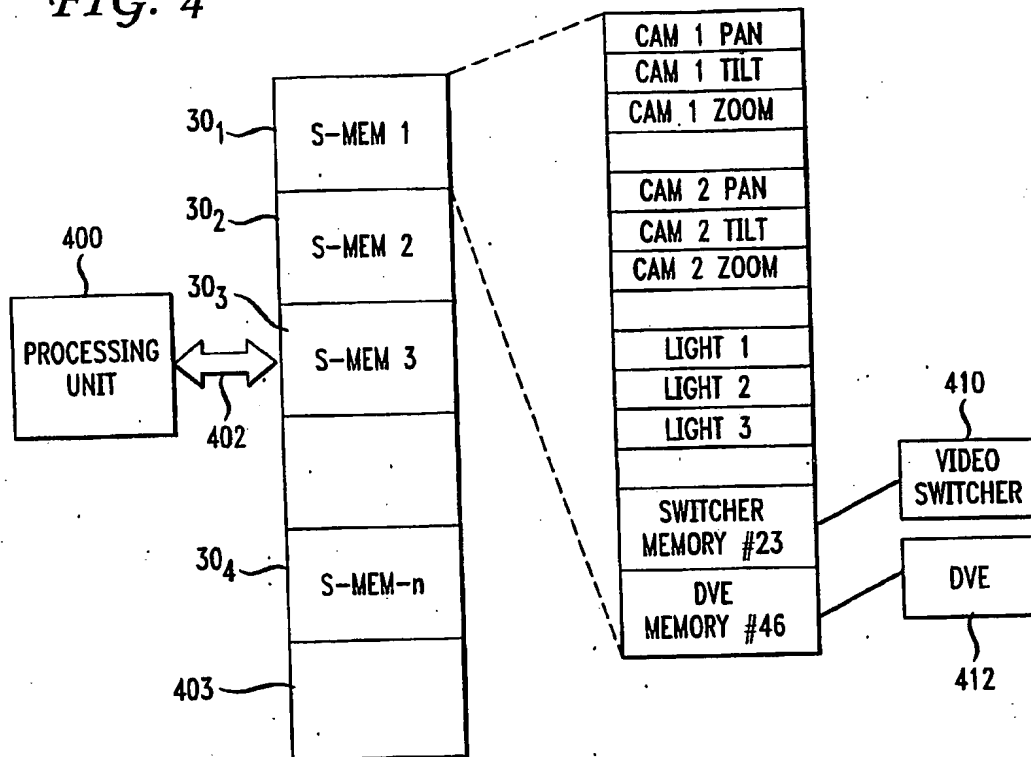 FIG. 4
30₁
S-MEM 1
30₂
S-MEM 2
30₃
S-MEM 3
400
PROCESSING
UNIT
402
30₄
S-MEM-n
403
CAM 1 PAN
CAM 1 TILT
CAM 1 ZOOM
CAM 2 PAN
CAM 2 TILT
CAM 2 ZOOM
LIGHT 1
LIGHT 2
LIGHT 3
SWITCHER
MEMORY #23
DVE
MEMORY #46
410
VIDEO
SWITCHER
DVE
412